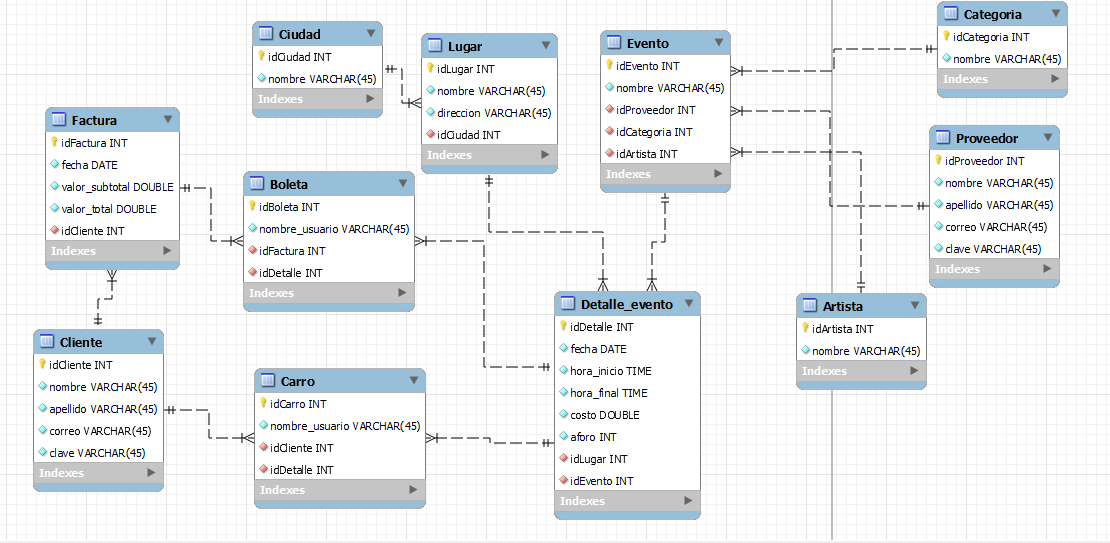 Ciudad
idCiudad INT
nombre VARCHAR(45)
Indexes
Lugar
idLugar INT
nombre VARCHAR(45)
direccion VARCHAR(45)
idCiudad INT
Indexes
Evento
idEvento INT
nombre VARCHAR(45)
idProveedor INT
idCategoria INT
idArtista INT
Indexes
Categoria
idCategoria INT
nombre VARCHAR(45)
Indexes
Factura
idFactura INT
fecha DATE
valor_subtotal DOUBLE
valor_total DOUBLE
idCliente INT
Indexes
Boleta
idBoleta INT
nombre_usuario VARCHAR(45)
idFactura INT
idDetalle INT
Indexes
Proveedor
idProveedor INT
nombre VARCHAR(45)
apellido VARCHAR(45)
correo VARCHAR(45)
clave VARCHAR(45)
Indexes
Cliente
idCliente INT
nombre VARCHAR(45)
apellido VARCHAR(45)
correo VARCHAR(45)
clave VARCHAR(45)
Indexes
Carro
idCarro INT
nombre_usuario VARCHAR(45)
idCliente INT
idDetalle INT
Indexes
Detalle_evento
idDetalle INT
fecha DATE
hora_inicio TIME
hora_final TIME
costo DOUBLE
aforo INT
idLugar INT
idEvento INT
Indexes
Artista
idArtista INT
nombre VARCHAR(45)
Indexes